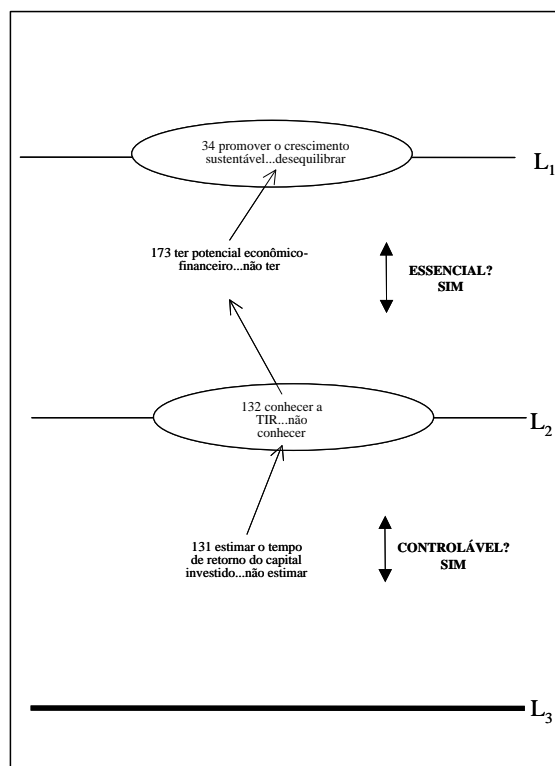 34 promover o crescimento
sustentável...desequilibrar
L1
173 ter potencial econômico-
financeiro...não ter
ESSENCIAL?
SIM
132 conhecer a
TIR...não
conhecer
L2
131 estimar o tempo
de retorno do capital
investido...não estimar
CONTROLÁVEL?
SIM
L3